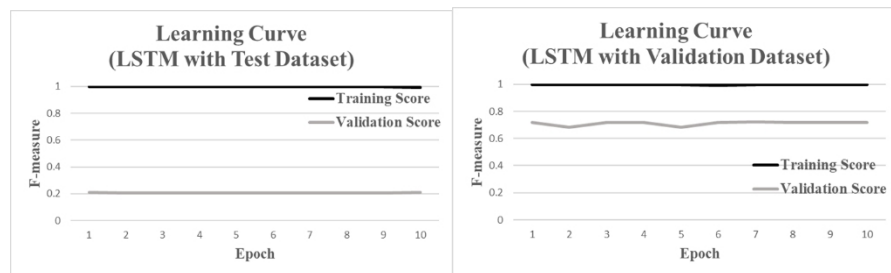 Learning Curve
(LSTM with Test Dataset)
1
0.8
0.6
0.4
0.2
0
F-measure
Training Score
Validation Score
1 2 3 4 5 6 7 8 9 10
Epoch
Learning Curve
(LSTM with Validation Dataset)
1
0.8
0.6
0.4
0.2
0
F-measure
Training Score
Validation Score
1 2 3 4 5 6 7 8 9 10
Epoch